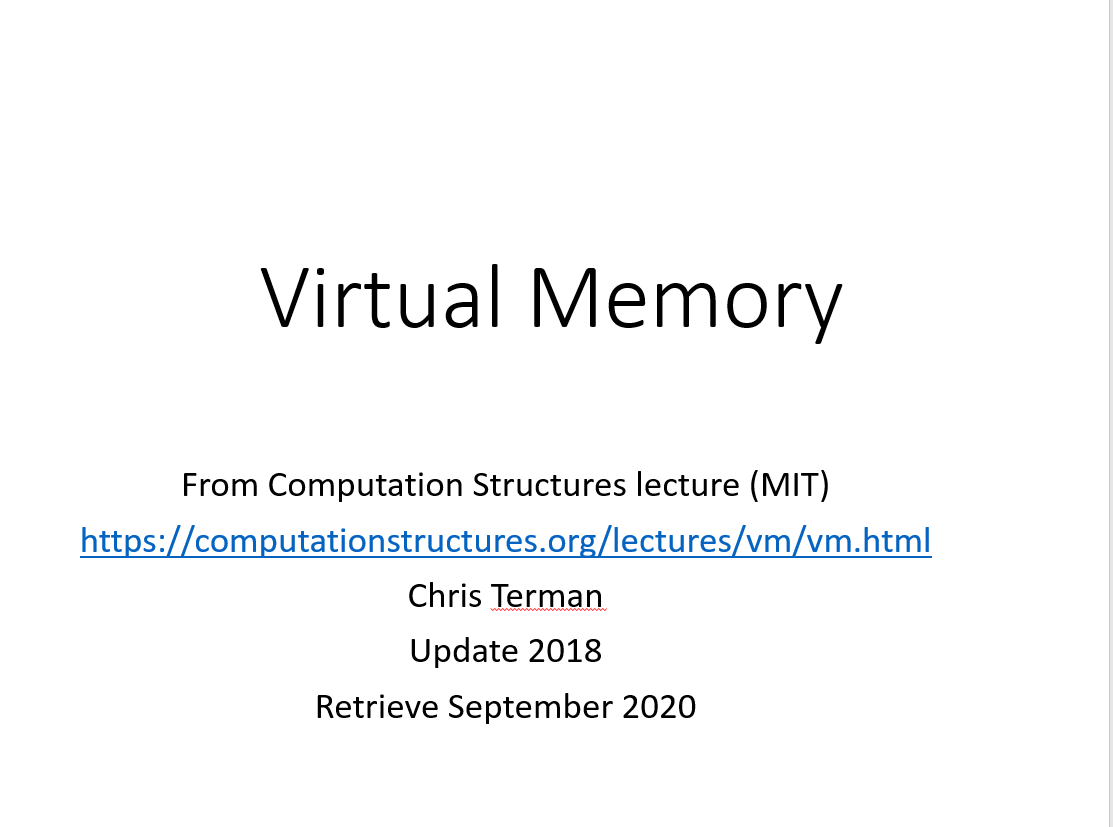 Virtual Memory
From Computation Structures lecture (MIT)
https://computationstructures.org/lectures/vm/vm.html
Chris Terman
Update 2018
Retrieve September 2020